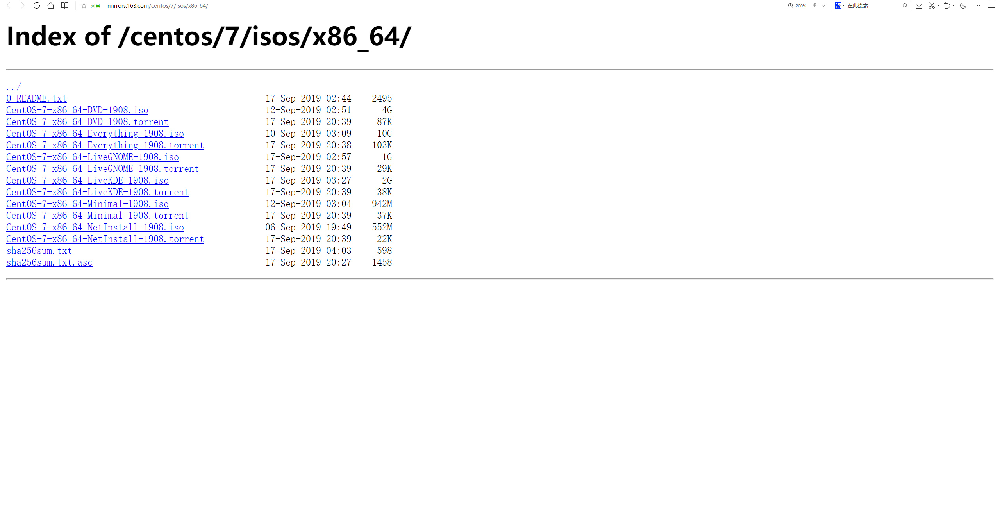 网易 mirrors.163.com/centos/7/isos/x86_64/ 200% 在此搜索
Index of /centos/7/isos/x86_64/
../
0_README.txt 17-Sep-2019 02:44 2495
CentOS-7-x86_64-DVD-1908.iso 12-Sep-2019 02:51 4G
CentOS-7-x86_64-DVD-1908.torrent 17-Sep-2019 20:39 87K
CentOS-7-x86_64-Everything-1908.iso 10-Sep-2019 03:09 10G
CentOS-7-x86_64-Everything-1908.torrent 17-Sep-2019 20:38 103K
CentOS-7-x86_64-LiveGNOME-1908.iso 17-Sep-2019 02:57 1G
CentOS-7-x86_64-LiveGNOME-1908.torrent 17-Sep-2019 20:39 29K
CentOS-7-x86_64-LiveKDE-1908.iso 17-Sep-2019 03:27 2G
CentOS-7-x86_64-LiveKDE-1908.torrent 17-Sep-2019 20:39 38K
CentOS-7-x86_64-Minimal-1908.iso 12-Sep-2019 03:04 942M
CentOS-7-x86_64-Minimal-1908.torrent 17-Sep-2019 20:39 37K
CentOS-7-x86_64-NetInstall-1908.iso 06-Sep-2019 19:49 552M
CentOS-7-x86_64-NetInstall-1908.torrent 17-Sep-2019 20:39 22K
sha256sum.txt 17-Sep-2019 04:03 598
sha256sum.txt.asc 17-Sep-2019 20:27 1458